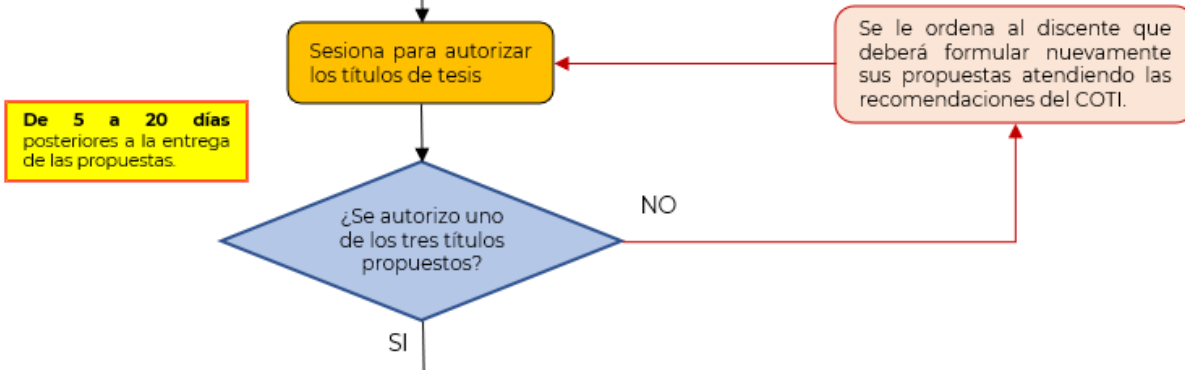 Sesiona para autorizar
los títulos de tesis
Se le ordena al discente que
deberá formular nuevamente
sus propuestas atendiendo las
recomendaciones del COTI.
De 5 a 20 días
posteriores a la entrega
de las propuestas.
¿Se autorizo uno
de los tres títulos
propuestos?
NO
SI